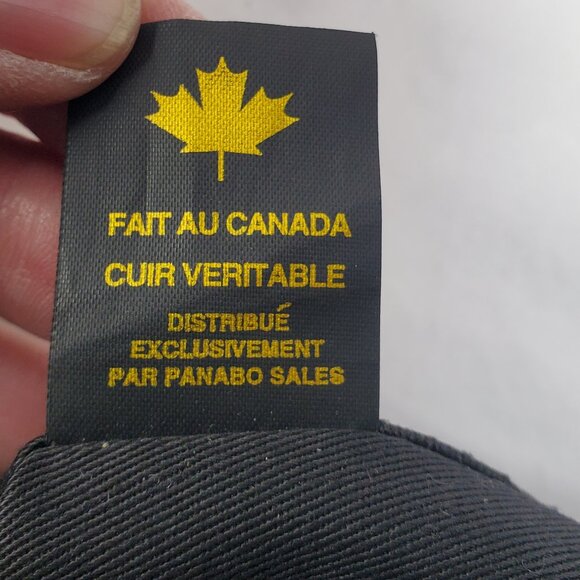 FAIT AU CANADA
CUIR VERITABLE
DISTRIBUÉ
EXCLUSIVEMENT
PAR PANABO SALES